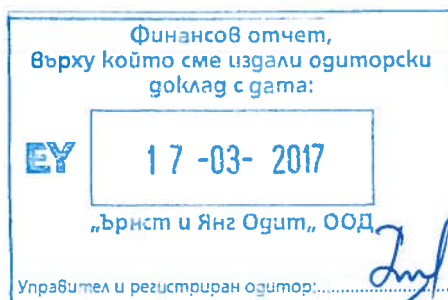 Финансов отчет,
върху който сме издали одиторски
доклад с дата:
EY
17 -03- 2017
„Ърнст и Янг Одит„ ООД
Управител и регистриран одитор:....................